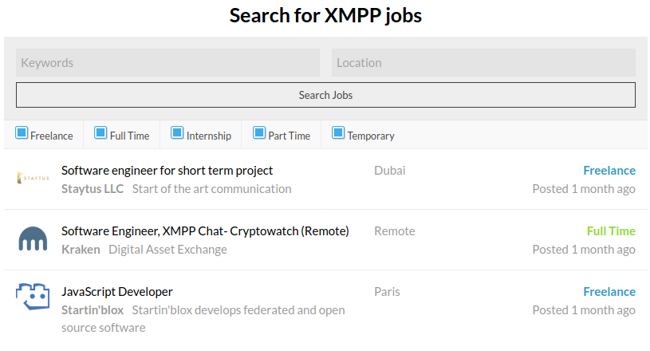 Search for XMPP jobs
Keywords Location
Search Jobs
Freelance Full Time Internship Part Time Temporary
Software engineer for short term project Dubai Freelance
STAYTUS Staytus LLC Start of the art communication Posted 1 month ago
Software Engineer, XMPP Chat- Cryptowatch (Remote) Remote Full Time
Kraken Digital Asset Exchange Posted 1 month ago
JavaScript Developer Paris Freelance
Startin'blox Startin'blox develops federated and open Posted 1 month ago
source software